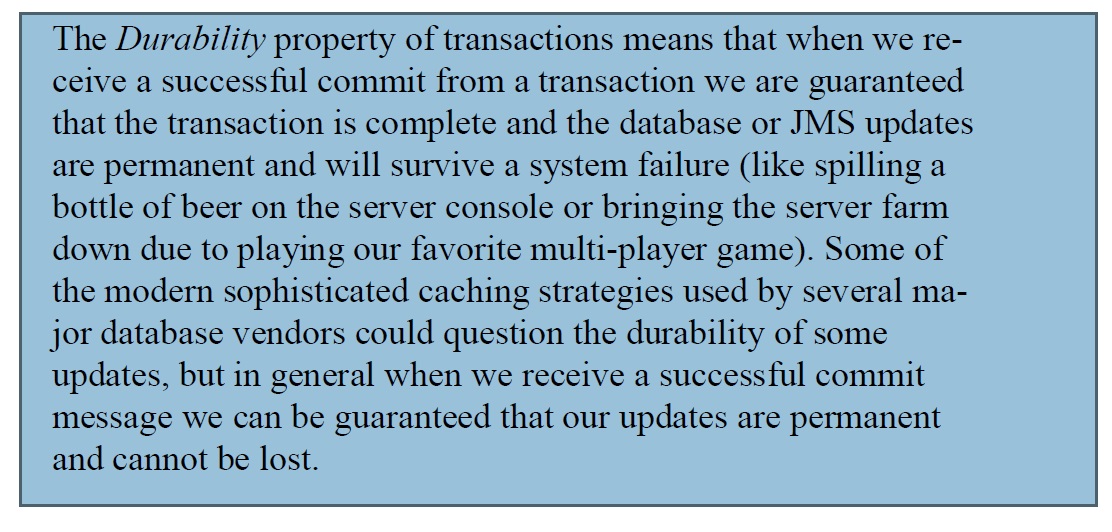 The Durability property of transactions means that when we re-
ceive a successful commit from a transaction we are guaranteed
that the transaction is complete and the database or JMS updates
are permanent and will survive a system failure (like spilling a
bottle of beer on the server console or bringing the server farm
down due to playing our favorite multi-player game). Some of
the modern sophisticated caching strategies used by several ma-
jor database vendors could question the durability of some
updates, but in general when we receive a successful commit
message we can be guaranteed that our updates are permanent
and cannot be lost.